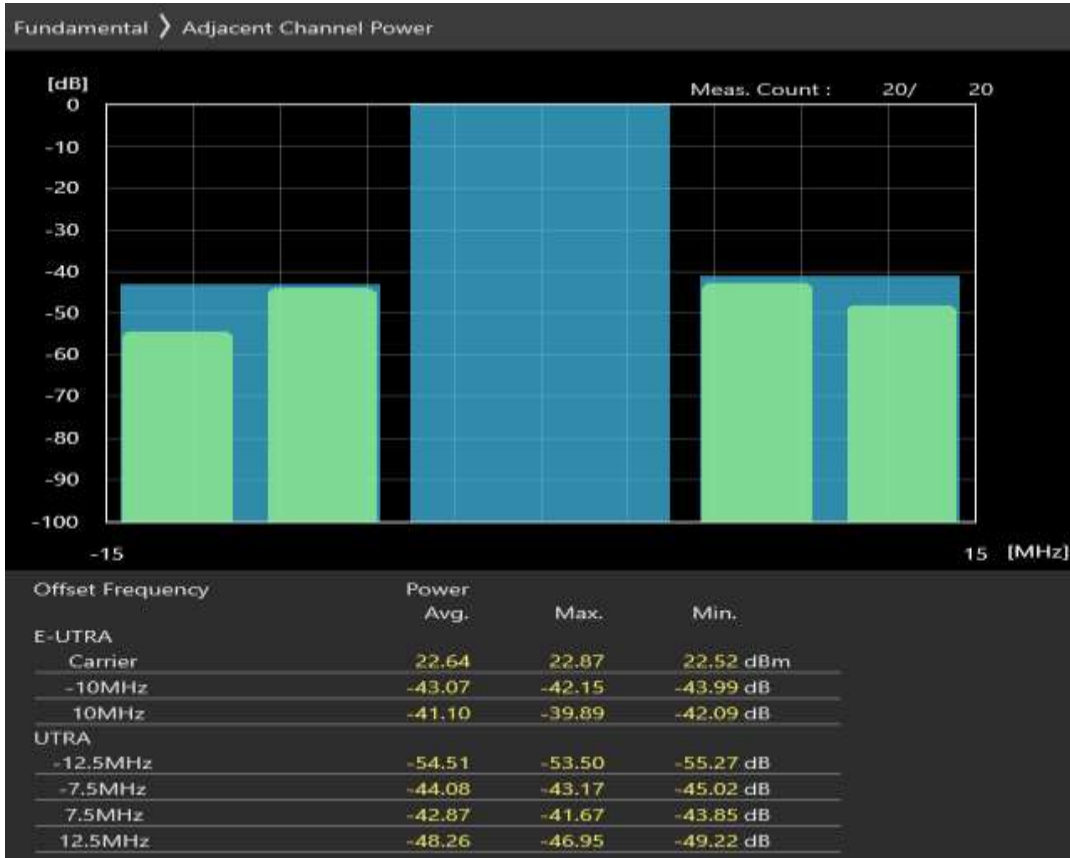 Fundamental > Adjacent Channel Power
[dB]
Meas. Count : 20/ 20
0
-10
-20
-30
-40
-50
-60
-70
-80
-90
-100
-15 15 [MHz]
Offset Frequency Power
Avg. Max. Min.
E-UTRA
Carrier 22.64 22.87 22.52 dBm
-10MHz -43.07 -42.15 -43.99 dB
10MHz -41.10 -39.89 -42.09 dB
UTRA
-12.5MHz -54.51 -53.50 -55.27 dB
-7.5MHz -44.08 -43.17 -45.02 dB
7.5MHz -42.87 -41.67 -43.85 dB
12.5MHz -48.26 -46.95 -49.22 dB